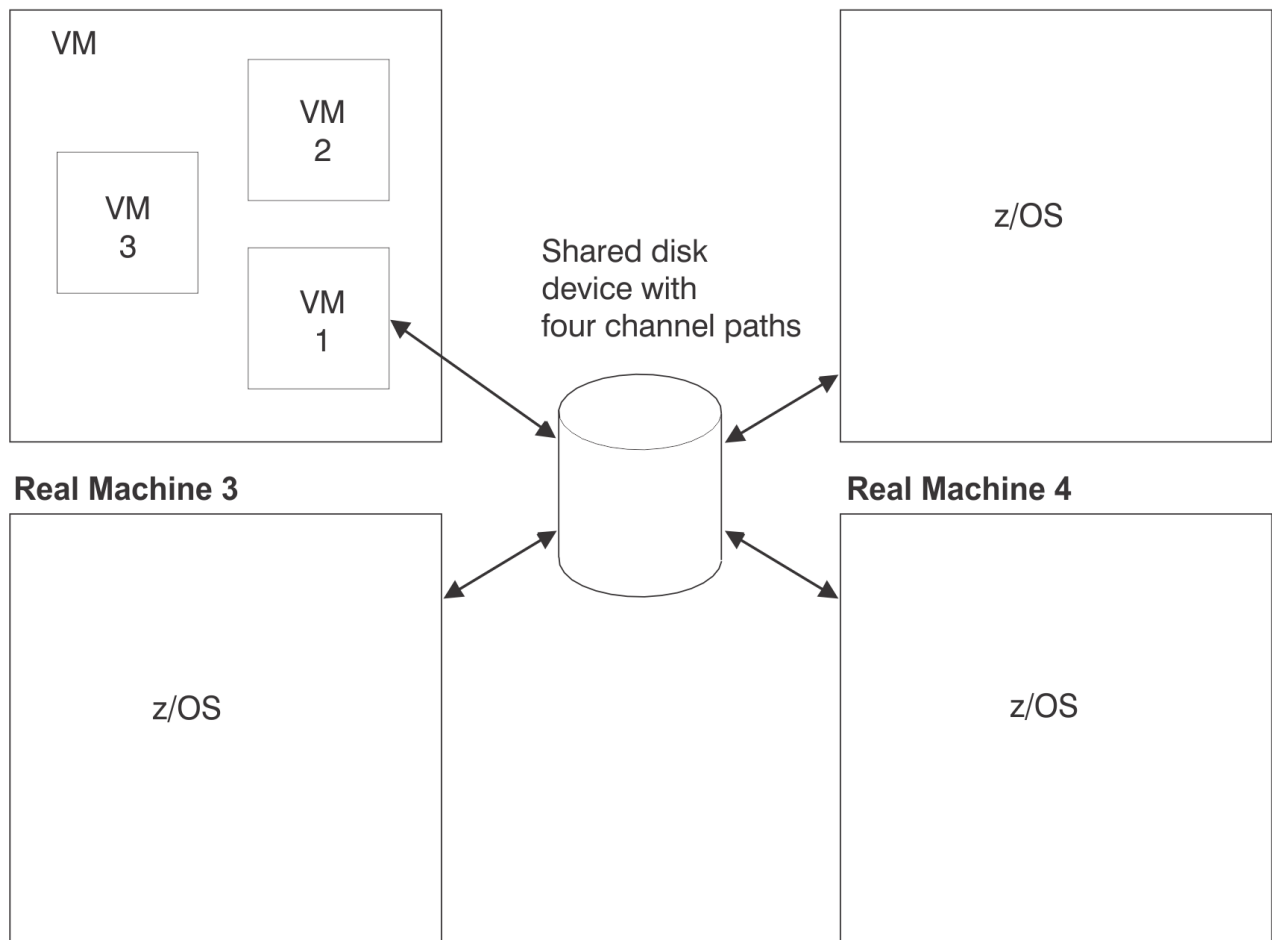 VM
VM
2
VM
3
VM
1
Shared disk
device with
four channel paths
z/OS
Real Machine 3
Real Machine 4
z/OS
z/OS